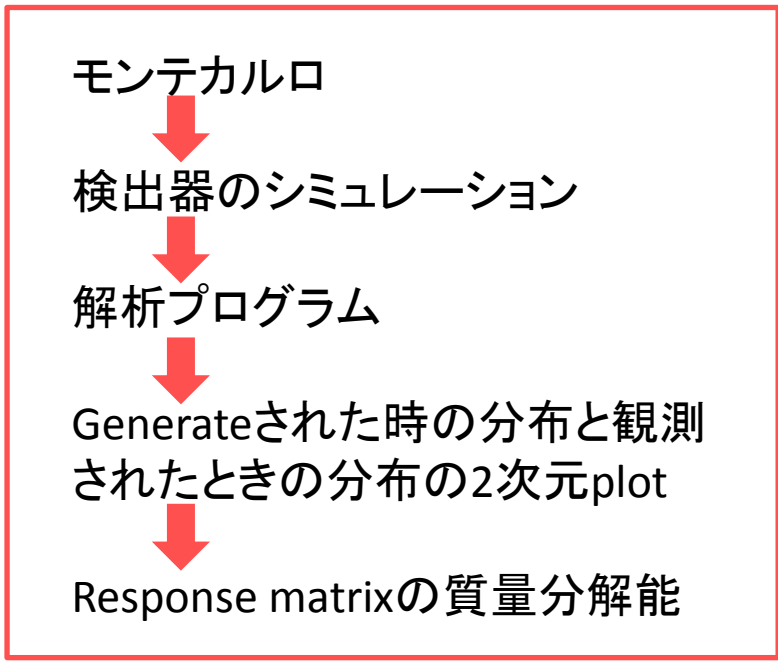 モンテカルロ
検出器のシミュレーション
解析プログラム
Generateされた時の分布と観測
されたときの分布の2次元plot
Response matrixの質量分解能